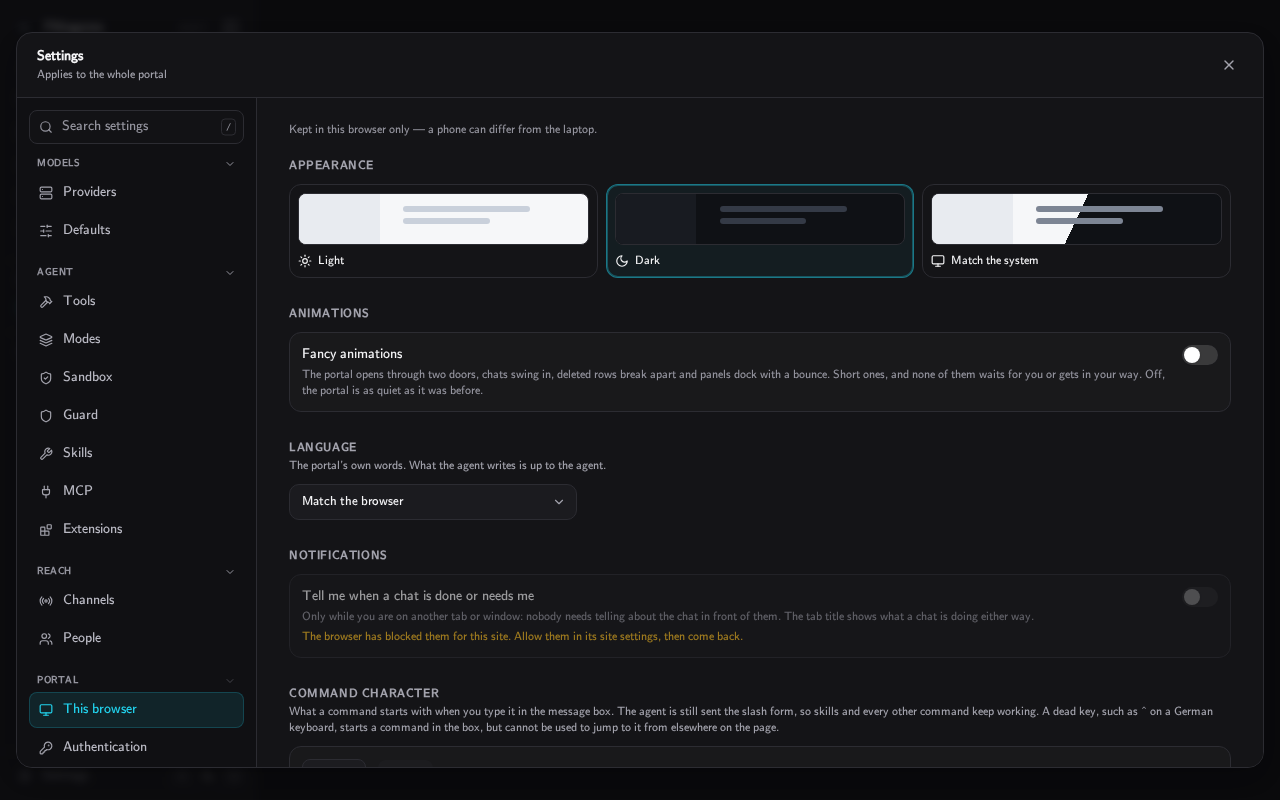 Settings
Applies to the whole portal
Search settings
/
MODELS
Providers
Defaults
AGENT
Tools
Modes
Sandbox
Guard
Skills
MCP
Extensions
REACH
Channels
People
PORTAL
This browser
Authentication
Kept in this browser only — a phone can differ from the laptop.
APPEARANCE
Light
Dark
Match the system
ANIMATIONS
Fancy animations
The portal opens through two doors, chats swing in, deleted rows break apart and panels dock with a bounce. Short ones, and none of them waits for you or gets in your way. Off,
the portal is as quiet as it was before.
LANGUAGE
The portal's own words. What the agent writes is up to the agent.
Match the browser
NOTIFICATIONS
Tell me when a chat is done or needs me
Only while you are on another tab or window: nobody needs telling about the chat in front of them. The tab title shows what a chat is doing either way.
The browser has blocked them for this site. Allow them in its site settings, then come back.
COMMAND CHARACTER
What a command starts with when you type it in the message box. The agent is still sent the slash form, so skills and every other command keep working. A dead key, such as ^ on a German
keyboard, starts a command in the box, but cannot be used to jump to it from elsewhere on the page.